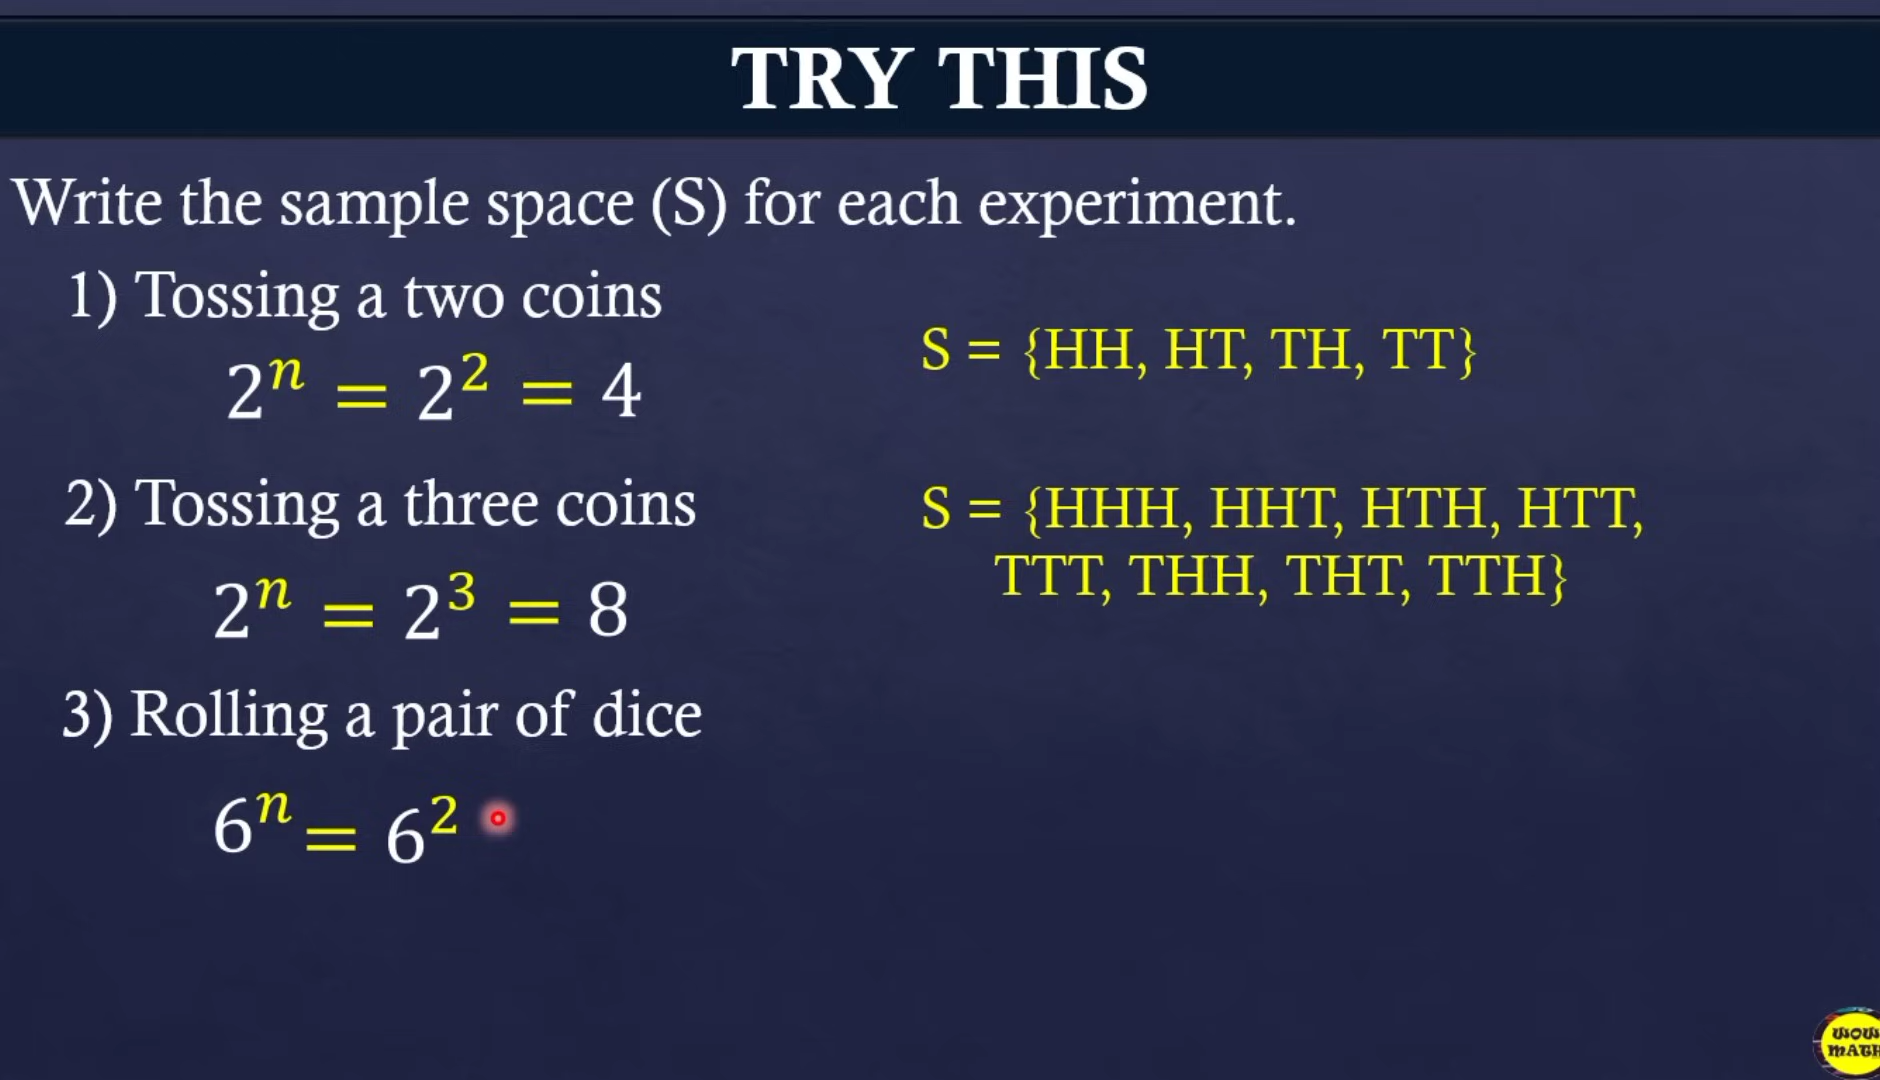 TRY THIS
Write the sample space (S) for each experiment.
1) Tossing a two coins
2ⁿ = 2² = 4
S = {HH, HT, TH, TT}
2) Tossing a three coins
2ⁿ = 2³ = 8
S = {HHH, HHT, HTH, HTT,
TTT, THH, THT, TTH}
3) Rolling a pair of dice
6ⁿ = 6²
WOW
MATH